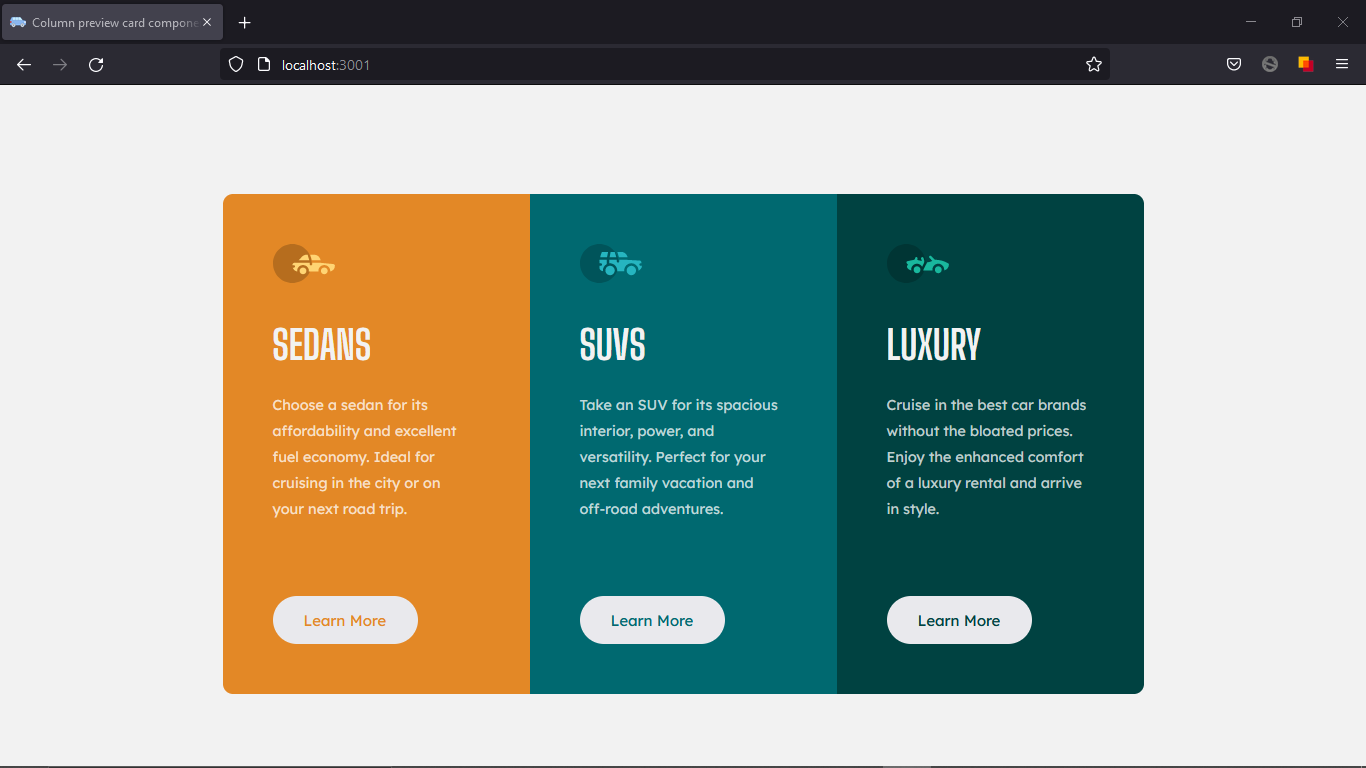 Column preview card compone
localhost:3001
SEDANS
Choose a sedan for its
affordability and excellent
fuel economy. Ideal for
cruising in the city or on
your next road trip.
Learn More
SUVS
Take an SUV for its spacious
interior, power, and
versatility. Perfect for your
next family vacation and
off-road adventures.
Learn More
LUXURY
Cruise in the best car brands
without the bloated prices.
Enjoy the enhanced comfort
of a luxury rental and arrive
in style.
Learn More